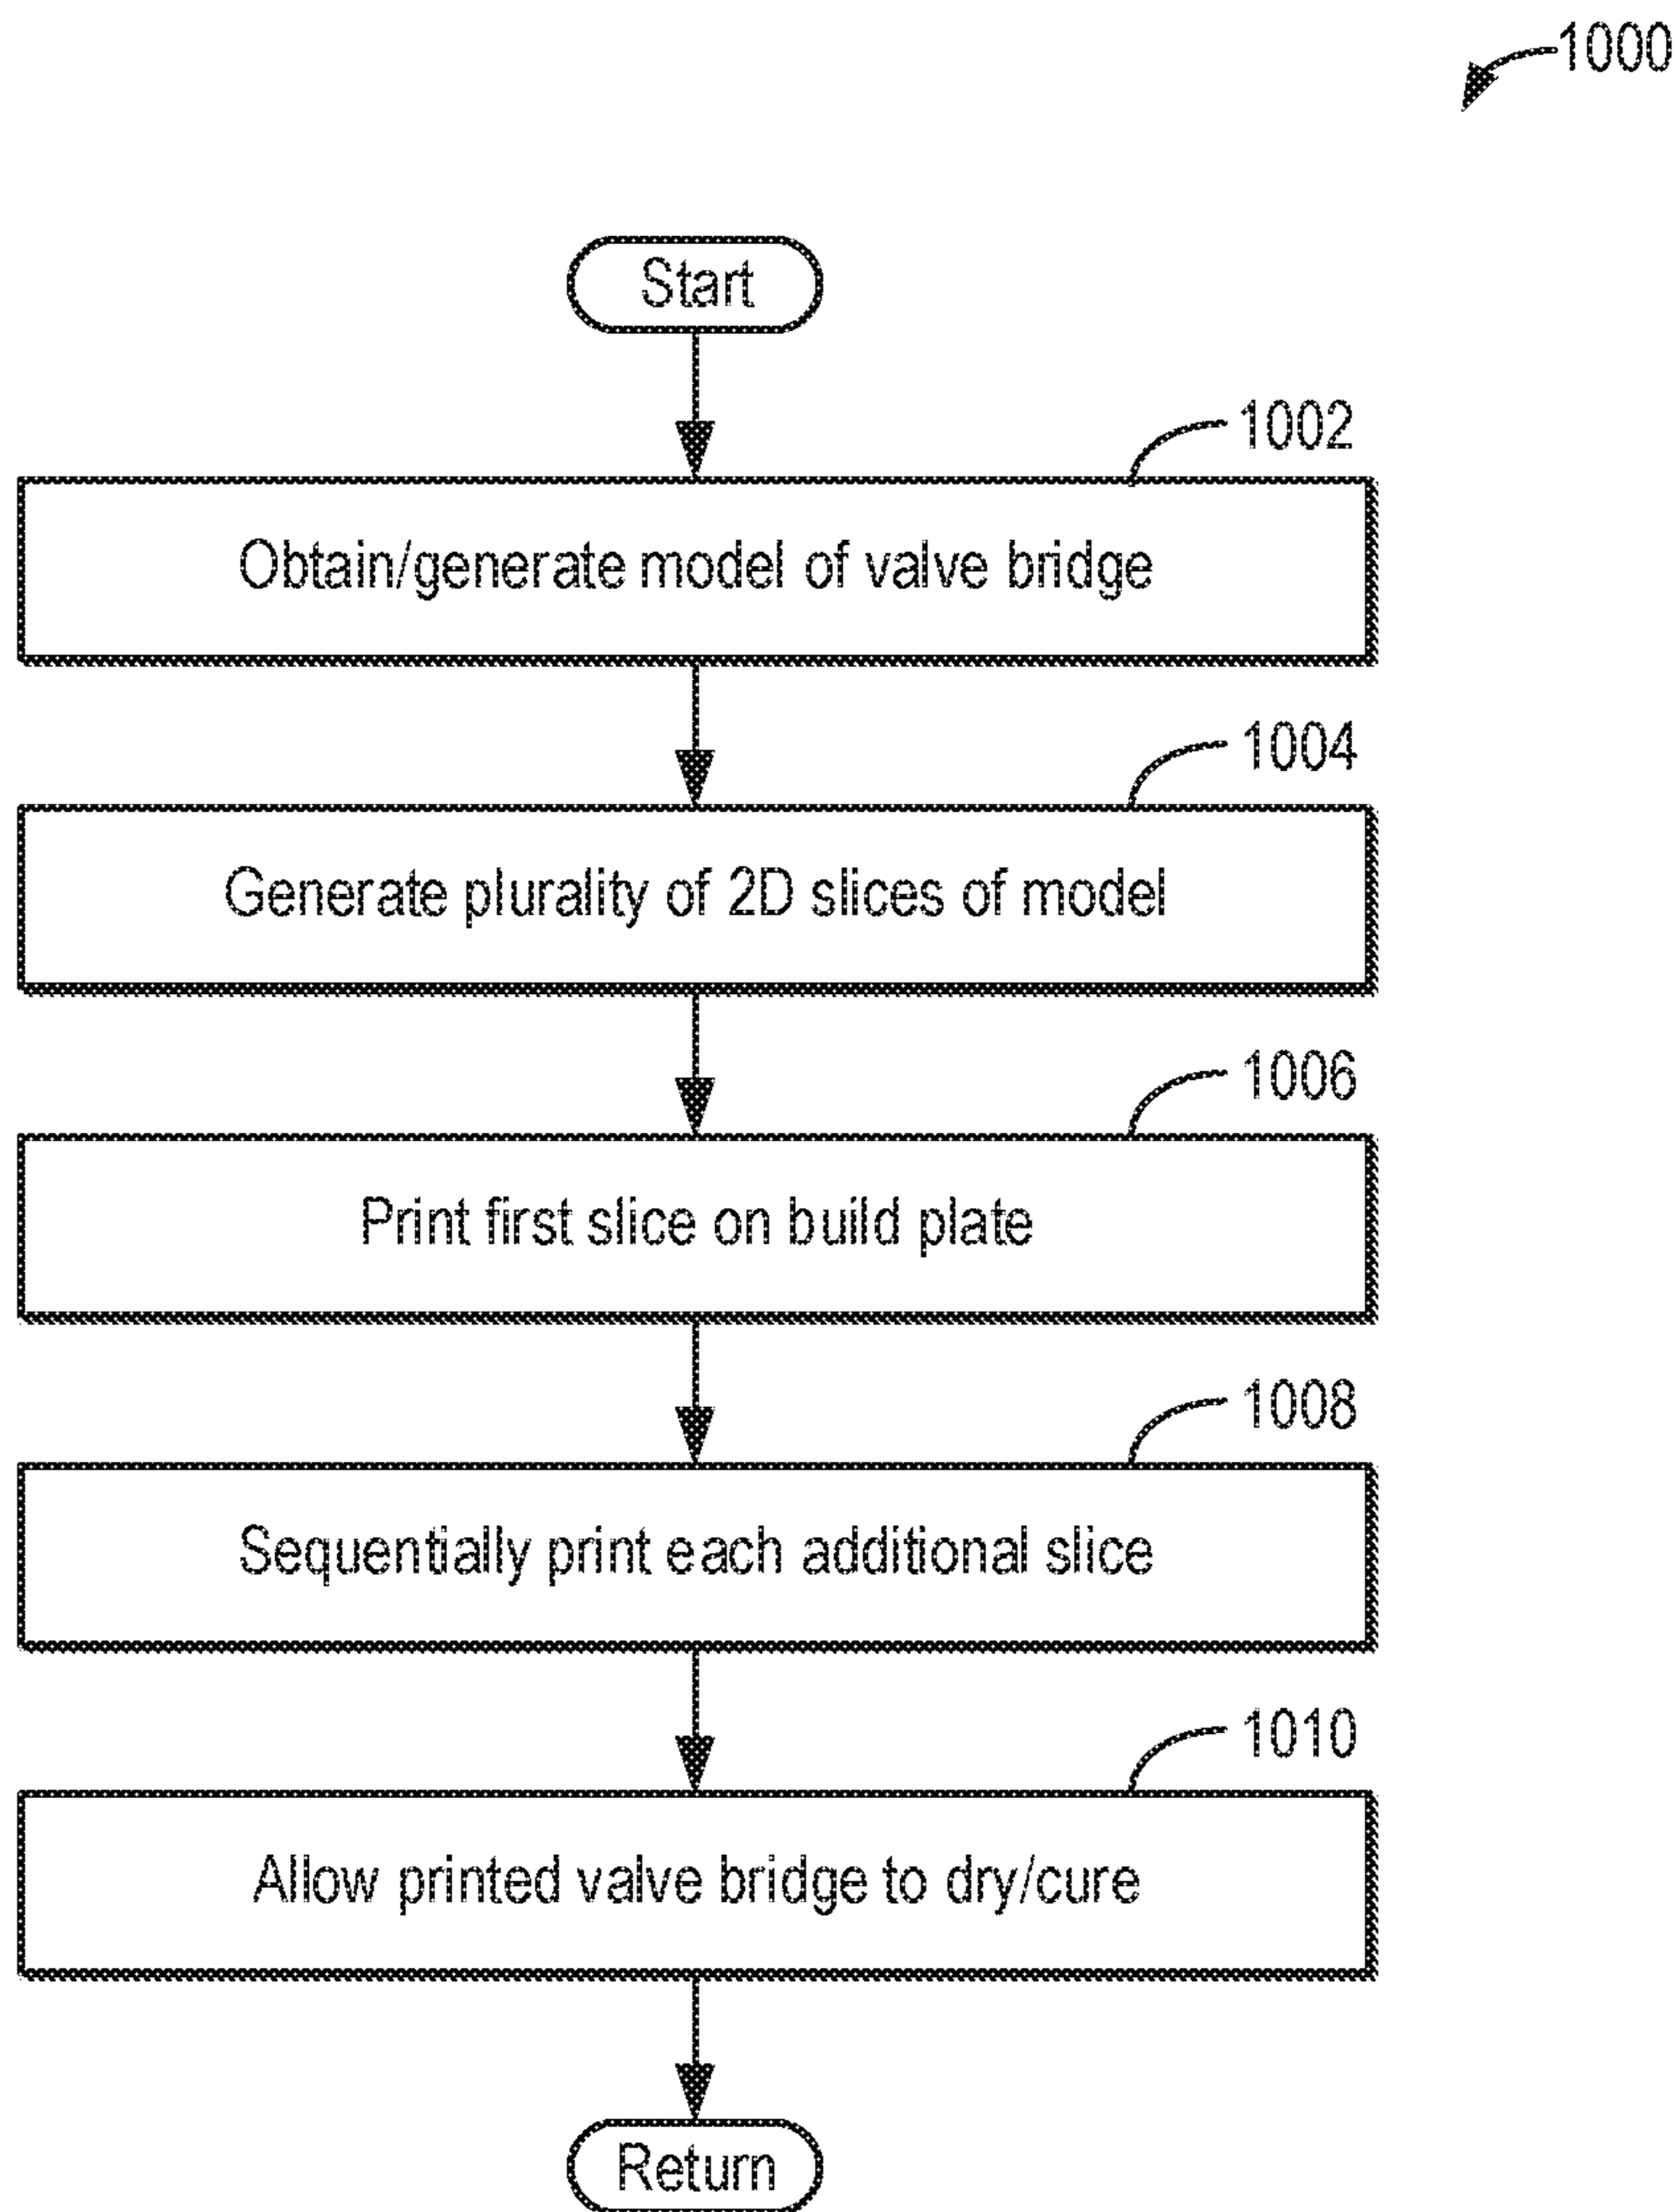 1000
Start
1002
Obtain/generate model of valve bridge
1004
Generate plurality of 2D slices of model
1006
Print first slice on build plate
1008
Sequentially print each additional slice
1010
Allow printed valve bridge to dry/cure
Return